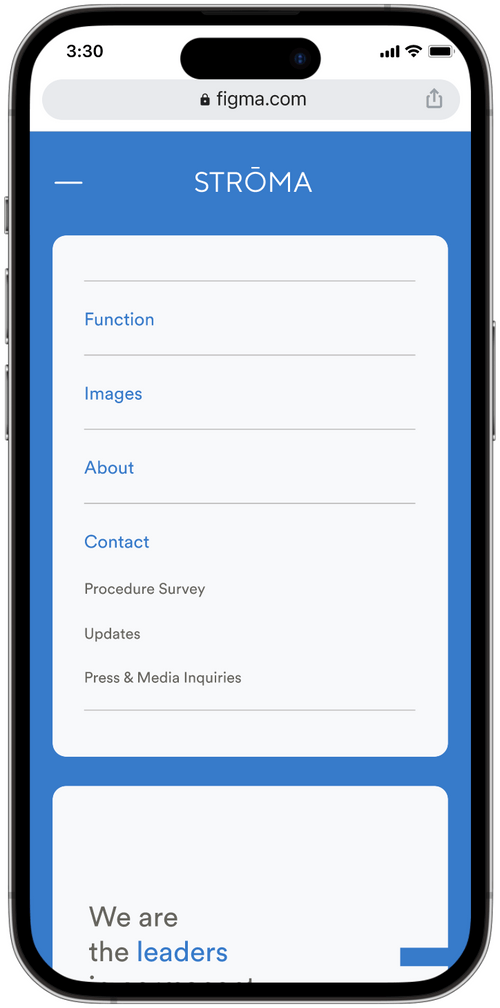 3:30
figma.com
STRŌMA
Function
Images
About
Contact
Procedure Survey
Updates
Press & Media Inquiries
We are
the leaders